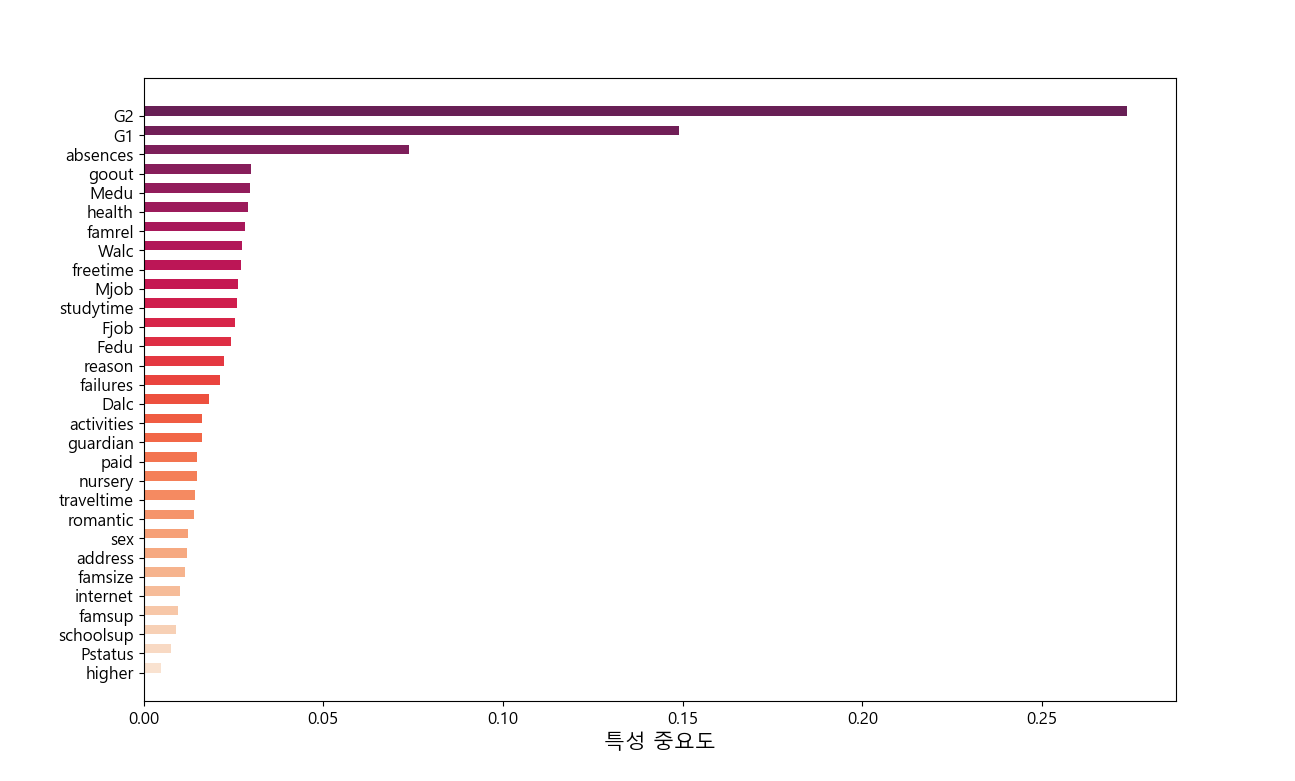 G2
G1
absences
goout
Medu
health
famrel
Walc
freetime
Mjob
studytime
Fjob
Fedu
reason
failures
Dalc
activities
guardian
paid
nursery
traveltime
romantic
sex
address
famsize
internet
famsup
schoolsup
Pstatus
higher
0.00 0.05 0.10 0.15 0.20 0.25
특성 중요도